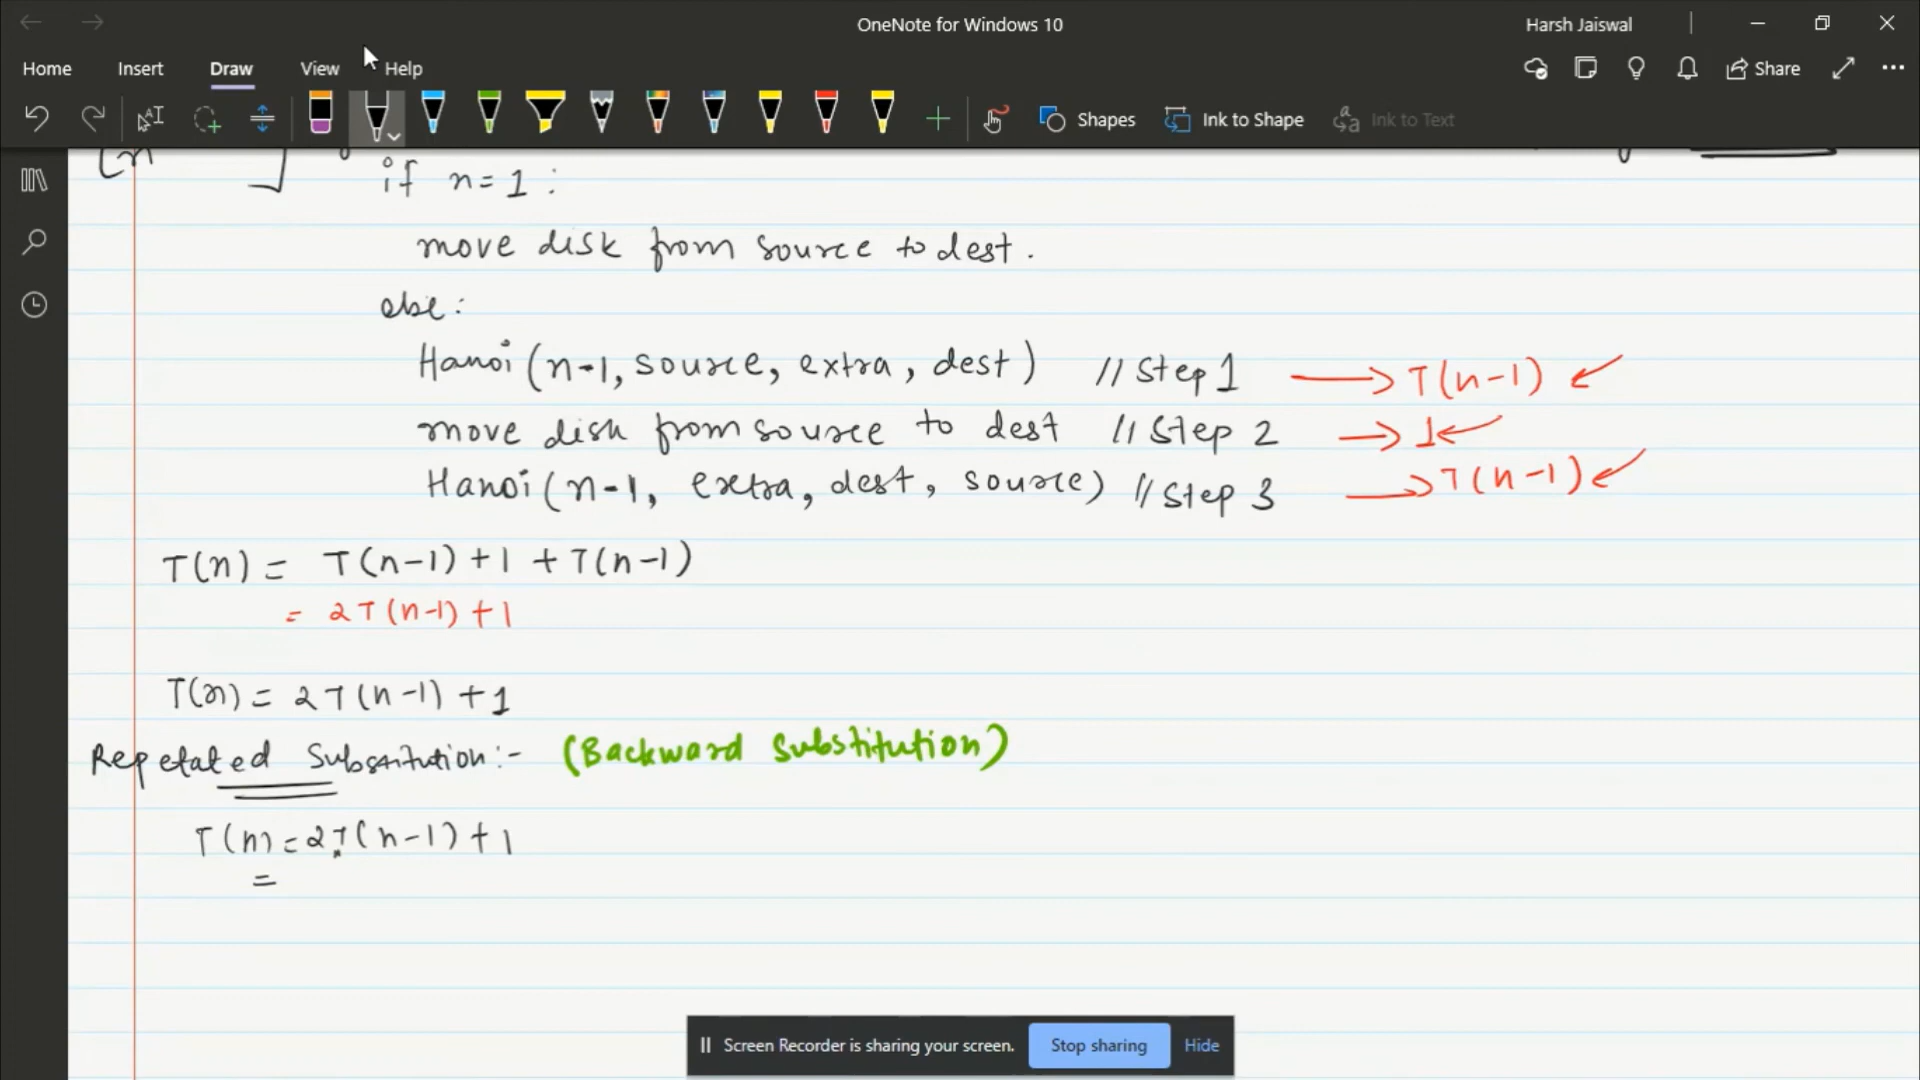 OneNote for Windows 10
Harsh Jaiswal
Home Insert Draw View Help
Share
Shapes Ink to Shape Ink to Text
if n=1 :
move disk from source to dest.
else:
Hanoi (n-1, source, extra, dest) // Step 1 → T(n-1)
move disk from source to dest // Step 2 → 1
Hanoi (n-1, extra, dest, source) // Step 3 → T(n-1)
T(n) = T(n-1) +1 + T(n-1)
= 2T(n-1) +1
T(n) = 2T(n-1) +1
Repetated Substitution:- (Backward Substitution)
T(n) = 2T(n-1) + 1
=
Screen Recorder is sharing your screen. Stop sharing Hide